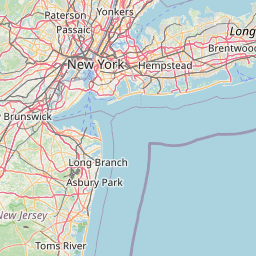 Yonkers
Paterson
Passaic
Long
Brentwood
New York
Hempstead
Brunswick
Long Branch
Asbury Park
New Jersey
Toms River